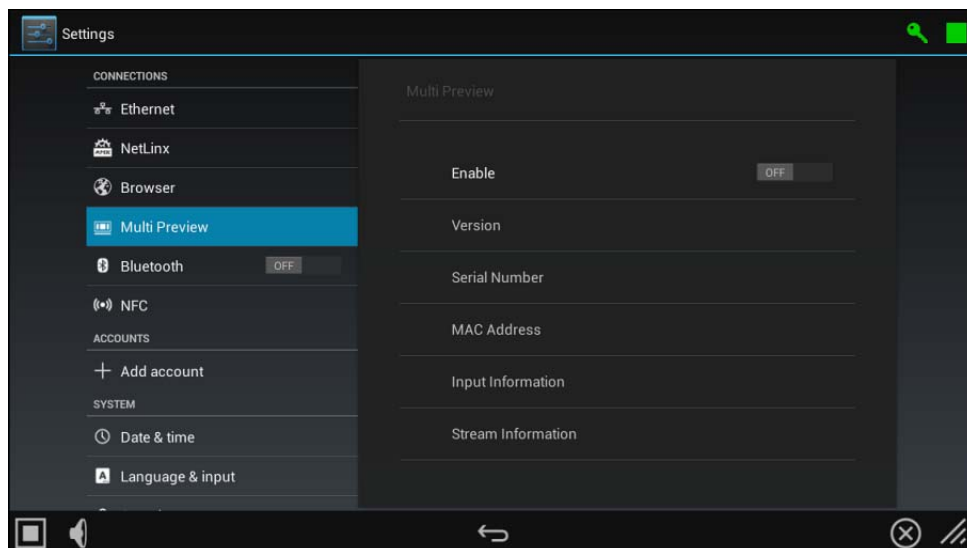 Settings
CONNECTIONS
Ethernet
NetLinx
Browser
Multi Preview
Bluetooth OFF
NFC
ACCOUNTS
Add account
SYSTEM
Date & time
Language & input
Multi Preview
Enable OFF
Version
Serial Number
MAC Address
Input Information
Stream Information